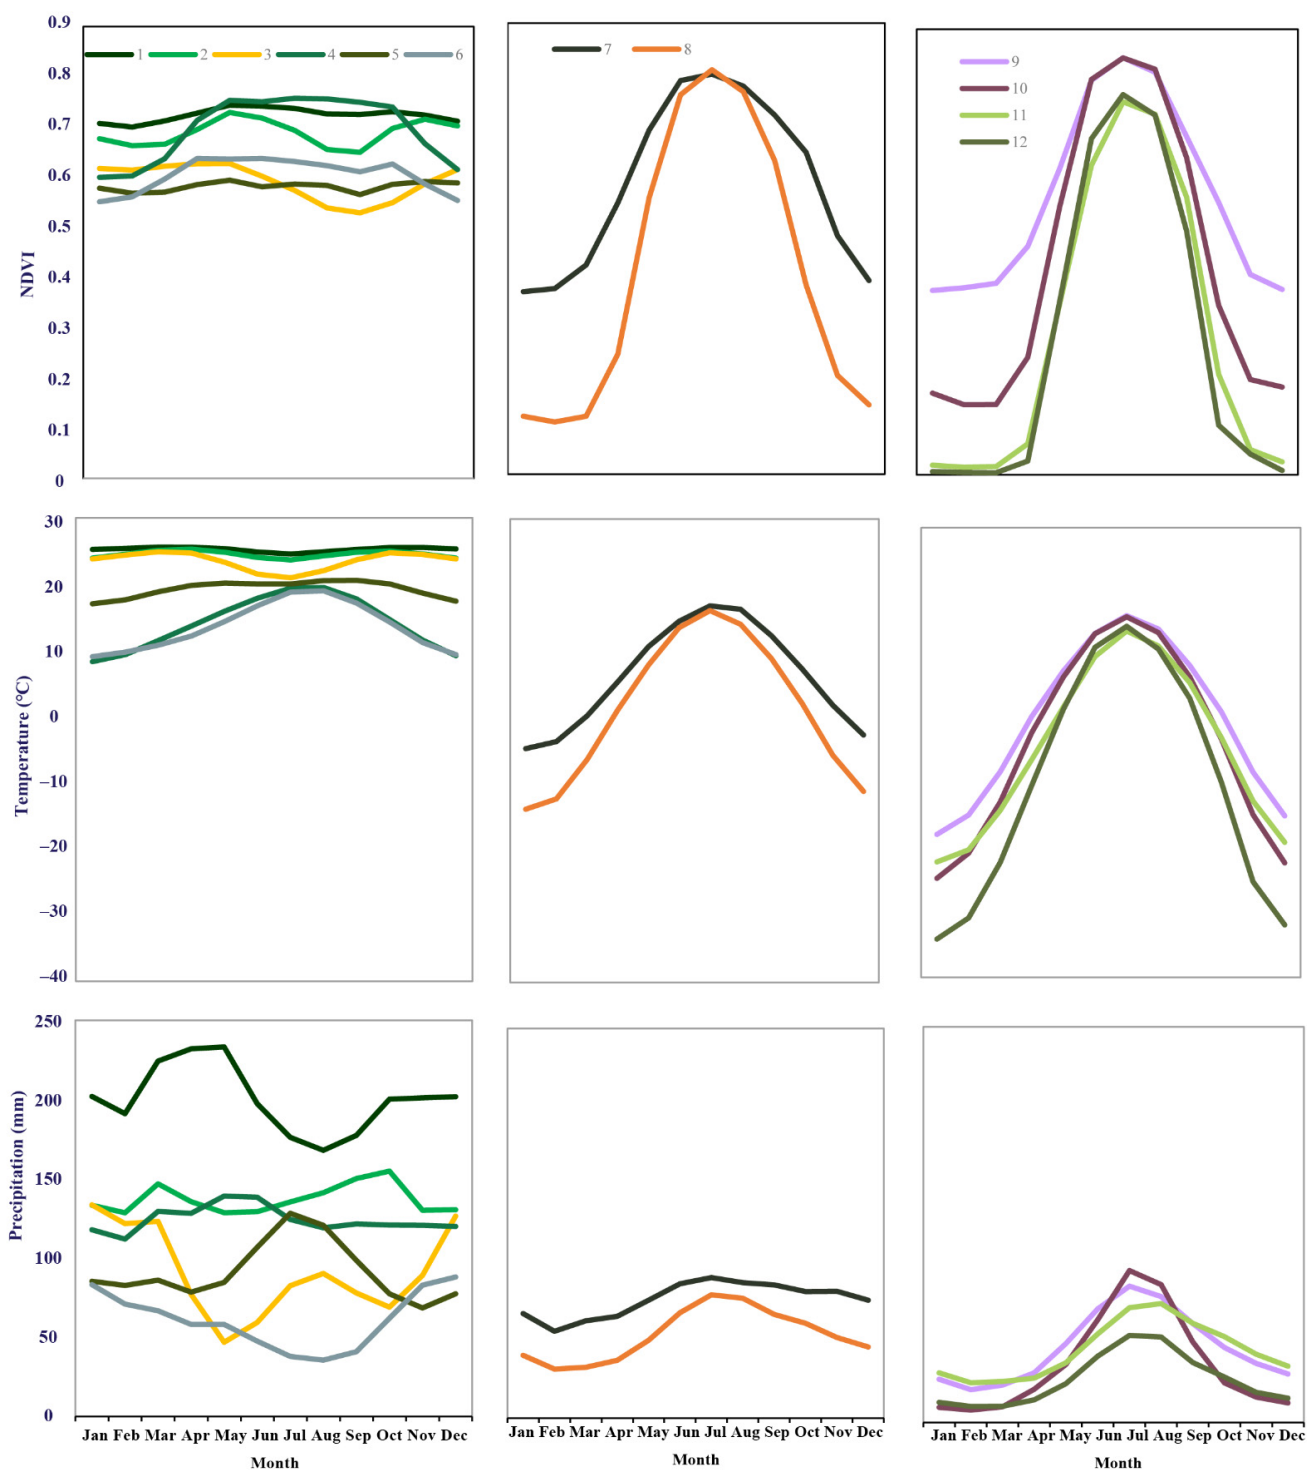 0.9
0.8
0.7
0.6
0.5
0.4
0.3
0.2
0.1
0
NDVI
1 2 3 4 5 6
7 8
9
10
11
12
30
20
10
0
–10
–20
–30
–40
Temperature (°C)
250
200
150
100
50
0
Precipitation (mm)
Jan Feb Mar Apr May Jun Jul Aug Sep Oct Nov Dec
Month
Jan Feb Mar Apr May Jun Jul Aug Sep Oct Nov Dec
Month
Jan Feb Mar Apr May Jun Jul Aug Sep Oct Nov Dec
Month